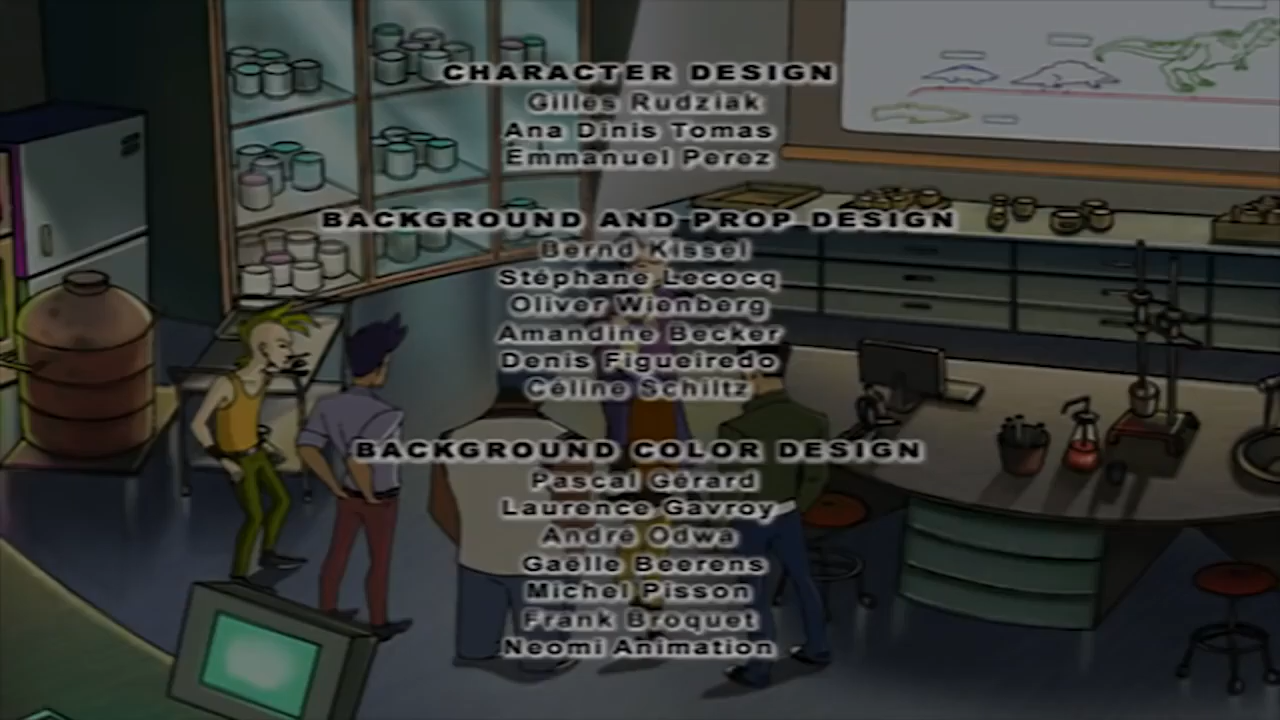 CHARACTER DESIGN
Gilles Rudziak
Ana Dinis Tomas
Emmanuel Perez
BACKGROUND AND PROP DESIGN
Bernd Kissel
Stéphane Lecocq
Oliver Wienberg
Amandine Becker
Denis Figueiredo
Céline Schiltz
BACKGROUND COLOR DESIGN
Pascal Gérard
Laurence Gavroy
André Odwa
Gaëlle Beerens
Michel Pisson
Frank Broquet
Neomi Animation